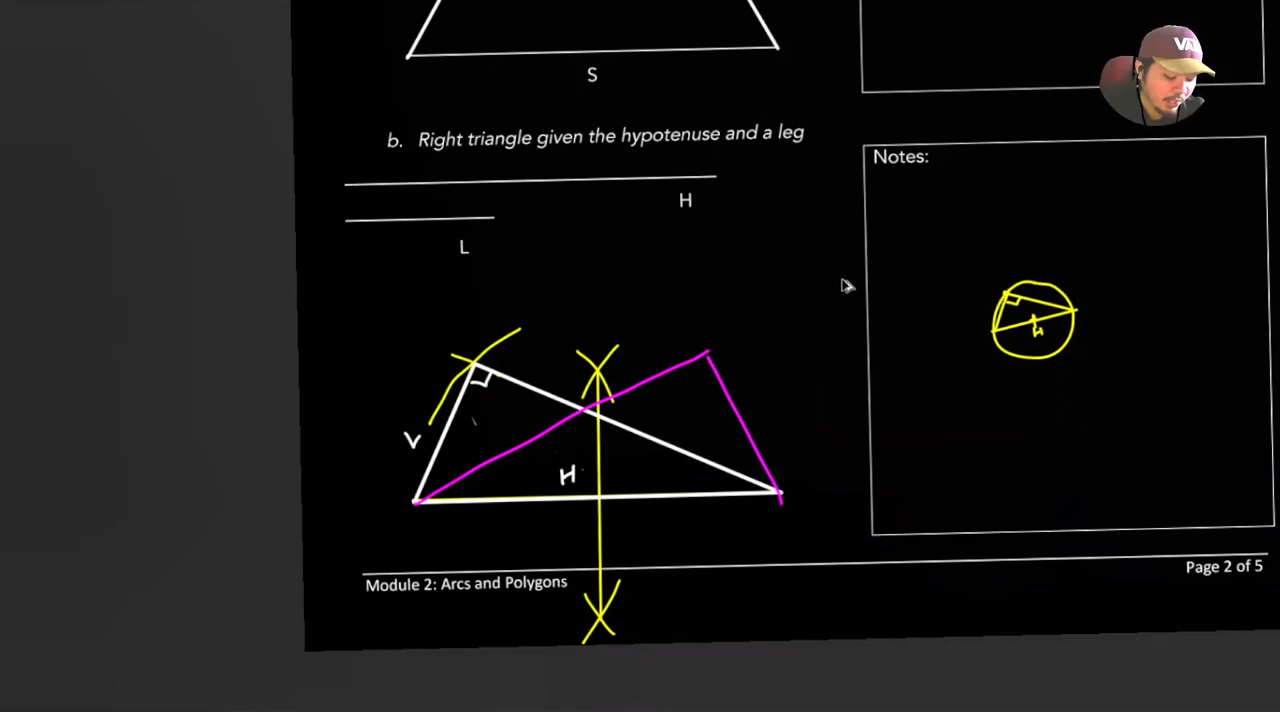 S
b. Right triangle given the hypotenuse and a leg
H
L
Notes:
H
H
Module 2: Arcs and Polygons
Page 2 of 5